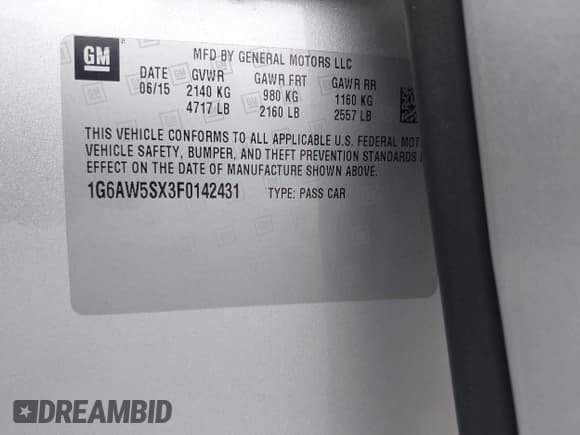 GM
MFD BY GENERAL MOTORS LLC
DATE GVWR GAWR FRT GAWR RR
06/15 2140 KG 980 KG 1160 KG
4717 LB 2160 LB 2557 LB
THIS VEHICLE CONFORMS TO ALL APPLICABLE U.S. FEDERAL MOT
VEHICLE SAFETY, BUMPER, AND THEFT PREVENTION STANDARDS I
EFFECT ON THE DATE OF MANUFACTURE SHOWN ABOVE.
1G6AW5SX3F0142431 TYPE: PASS CAR
DREAMBID